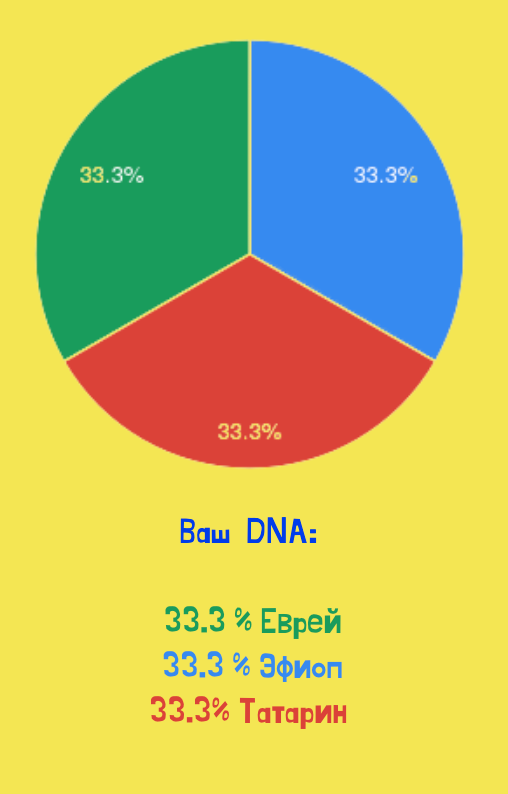 33.3% 33.3%
33.3%
Ваш DNA:
33.3 % Еврей
33.3 % Эфиоп
33.3% Татарин